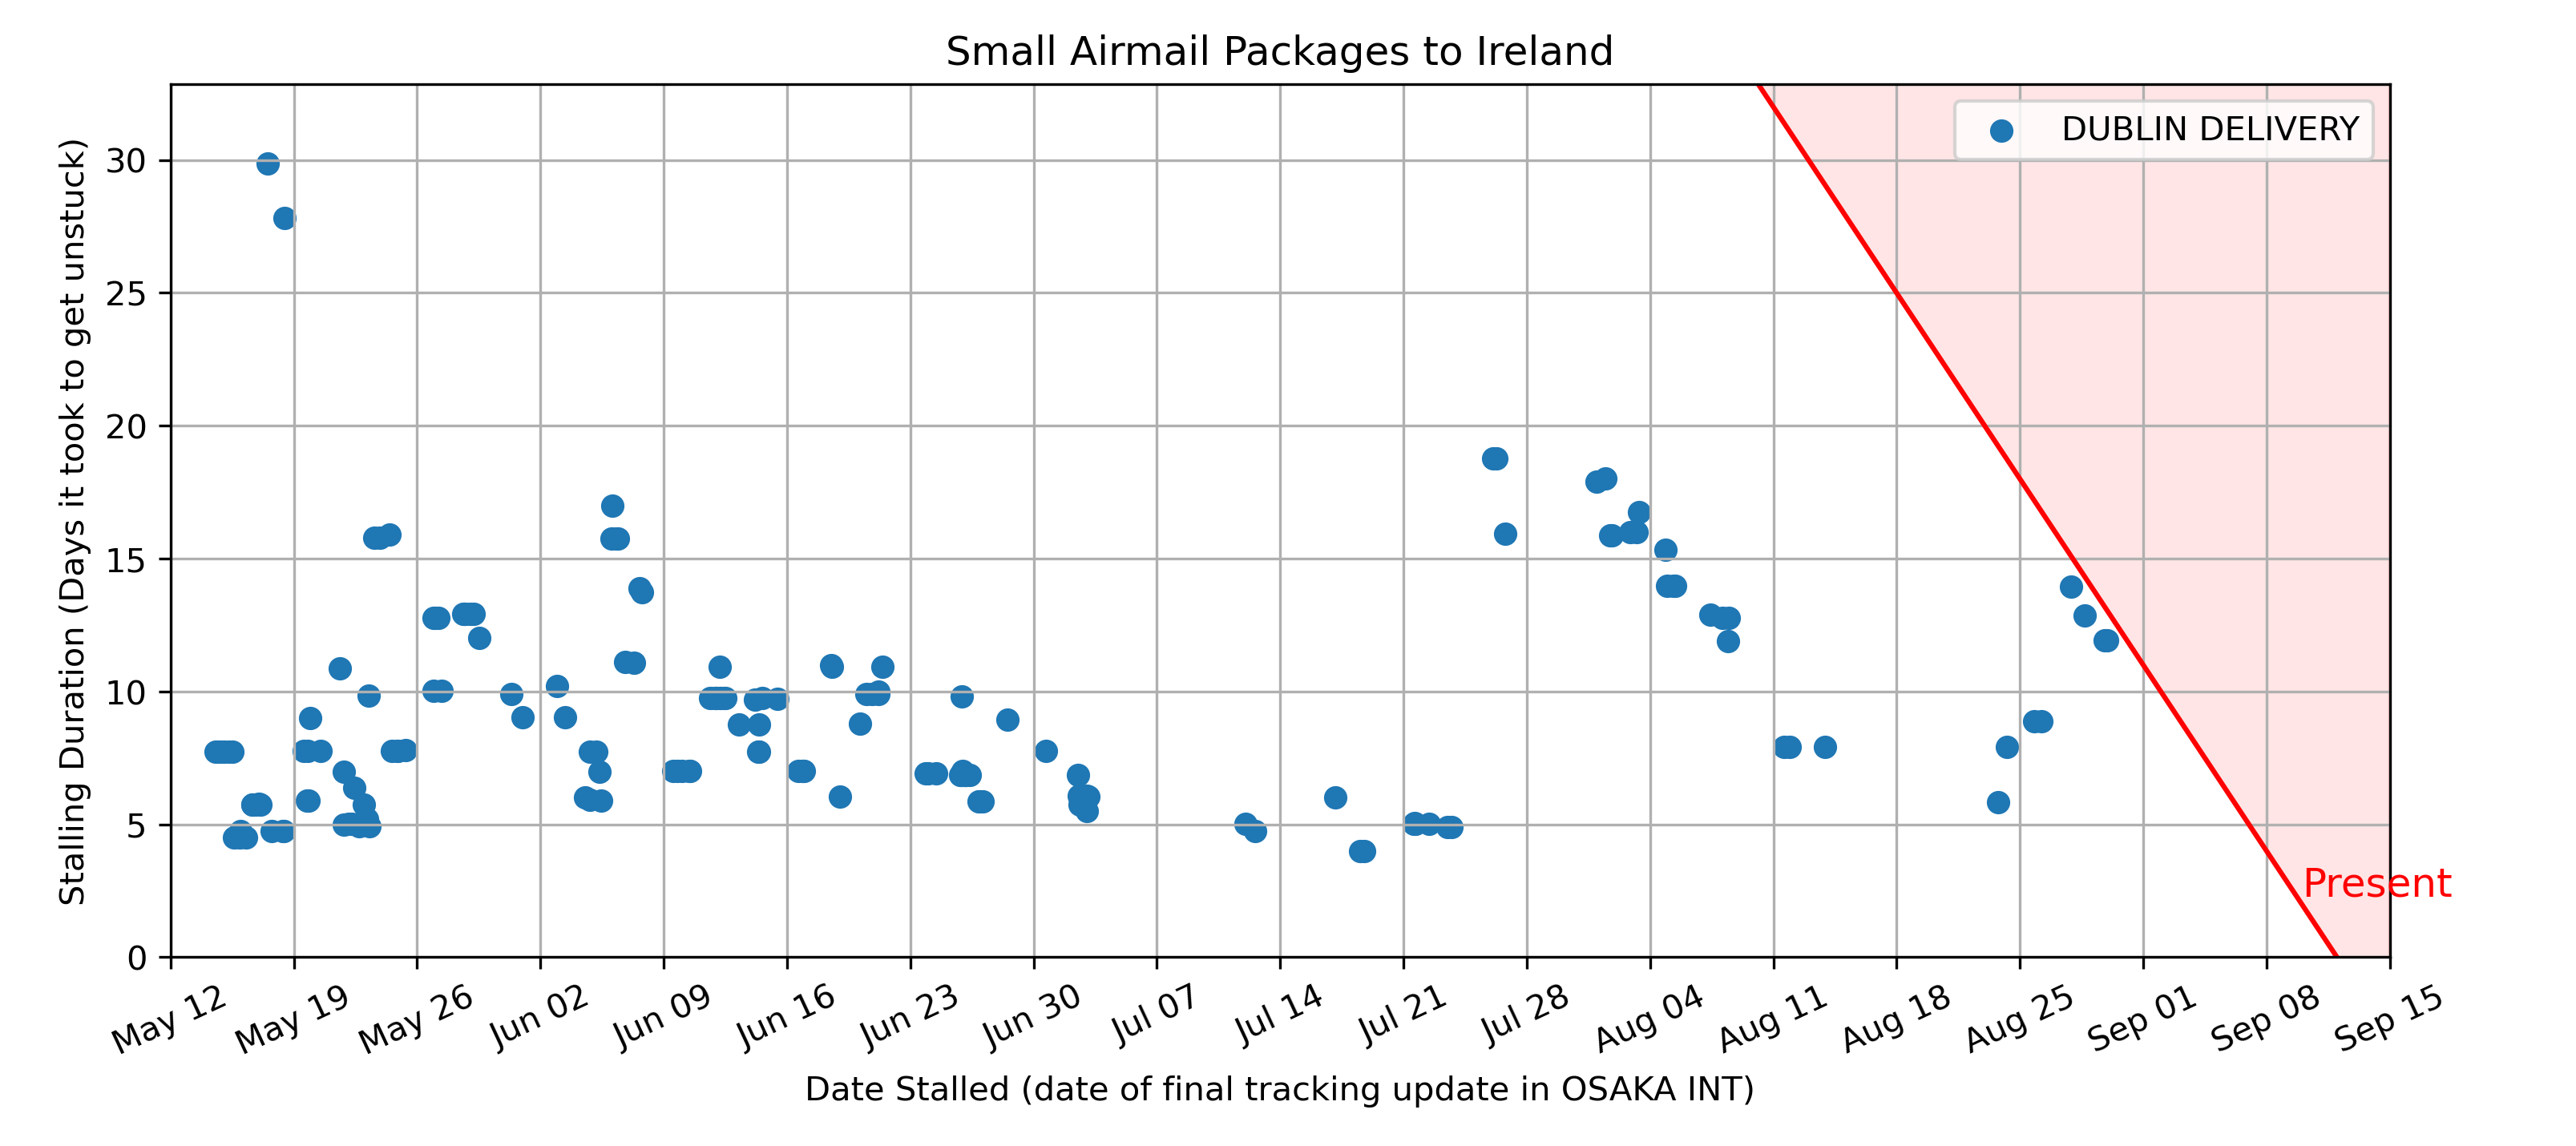 Small Airmail Packages to Ireland
DUBLIN DELIVERY
Stalling Duration (Days it took to get unstuck)
30
25
20
15
10
5
0
Present
May 12
May 19
May 26
Jun 02
Jun 09
Jun 16
Jun 23
Jun 30
Jul 07
Jul 14
Jul 21
Jul 28
Aug 04
Aug 11
Aug 18
Aug 25
Sep 01
Sep 08
Sep 15
Date Stalled (date of final tracking update in OSAKA INT)